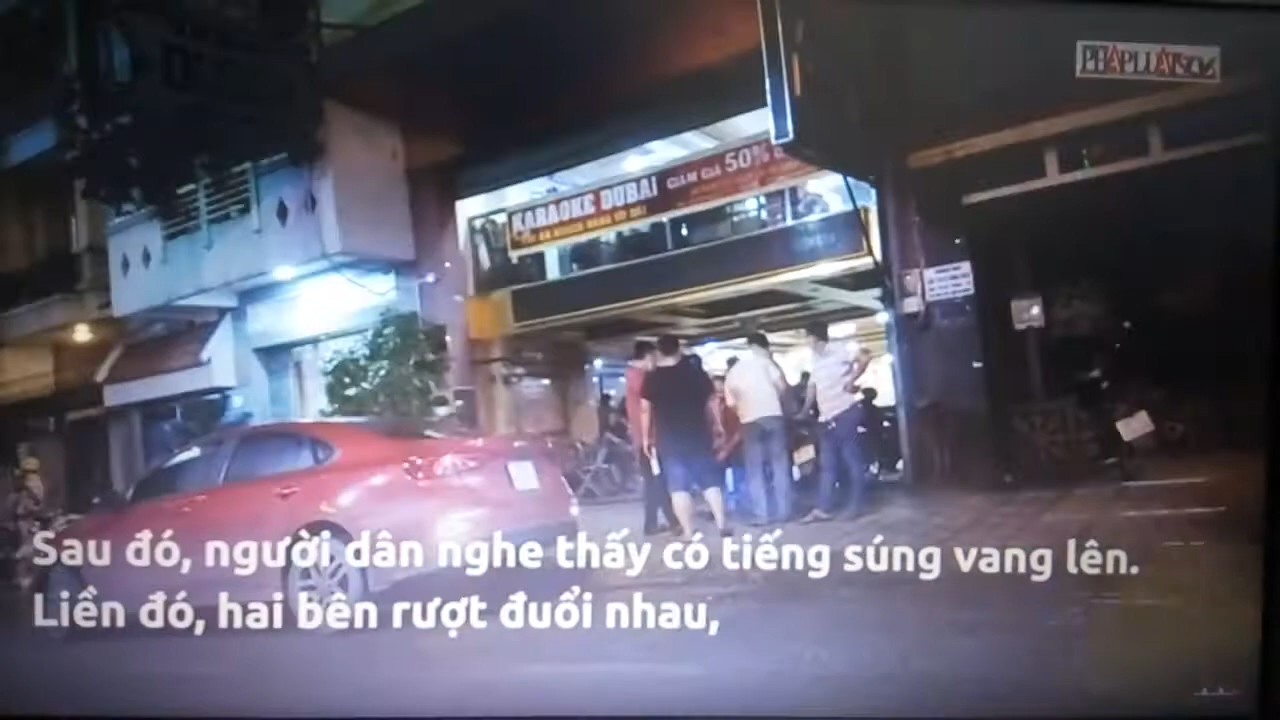 PHAPLUAT
KARAOKE DUBAI GIẢM GIÁ 50%
Sau đó, người dân nghe thấy có tiếng súng vang lên.
Liền đó, hai bên rượt đuổi nhau,